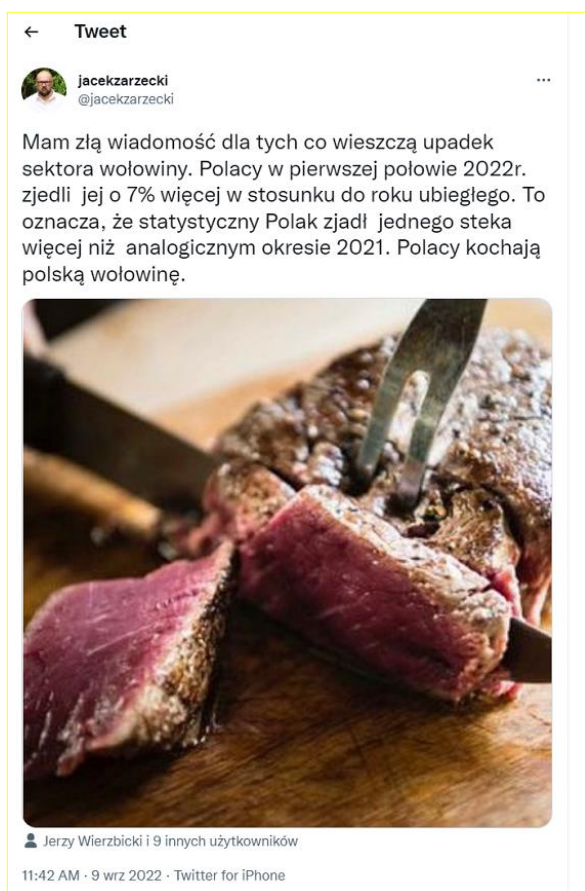 Tweet
jacekzarzecki
@jacekzarzecki
Mam złą wiadomość dla tych co wieszczą upadek
sektora wołowiny. Polacy w pierwszej połowie 2022r.
zjedli jej o 7% więcej w stosunku do roku ubiegłego. To
oznacza, że statystyczny Polak zjadł jednego steka
więcej niż analogicznym okresie 2021. Polacy kochają
polską wołowinę.
Jerzy Wierzbicki i 9 innych użytkowników
11:42 AM · 9 wrz 2022 · Twitter for iPhone